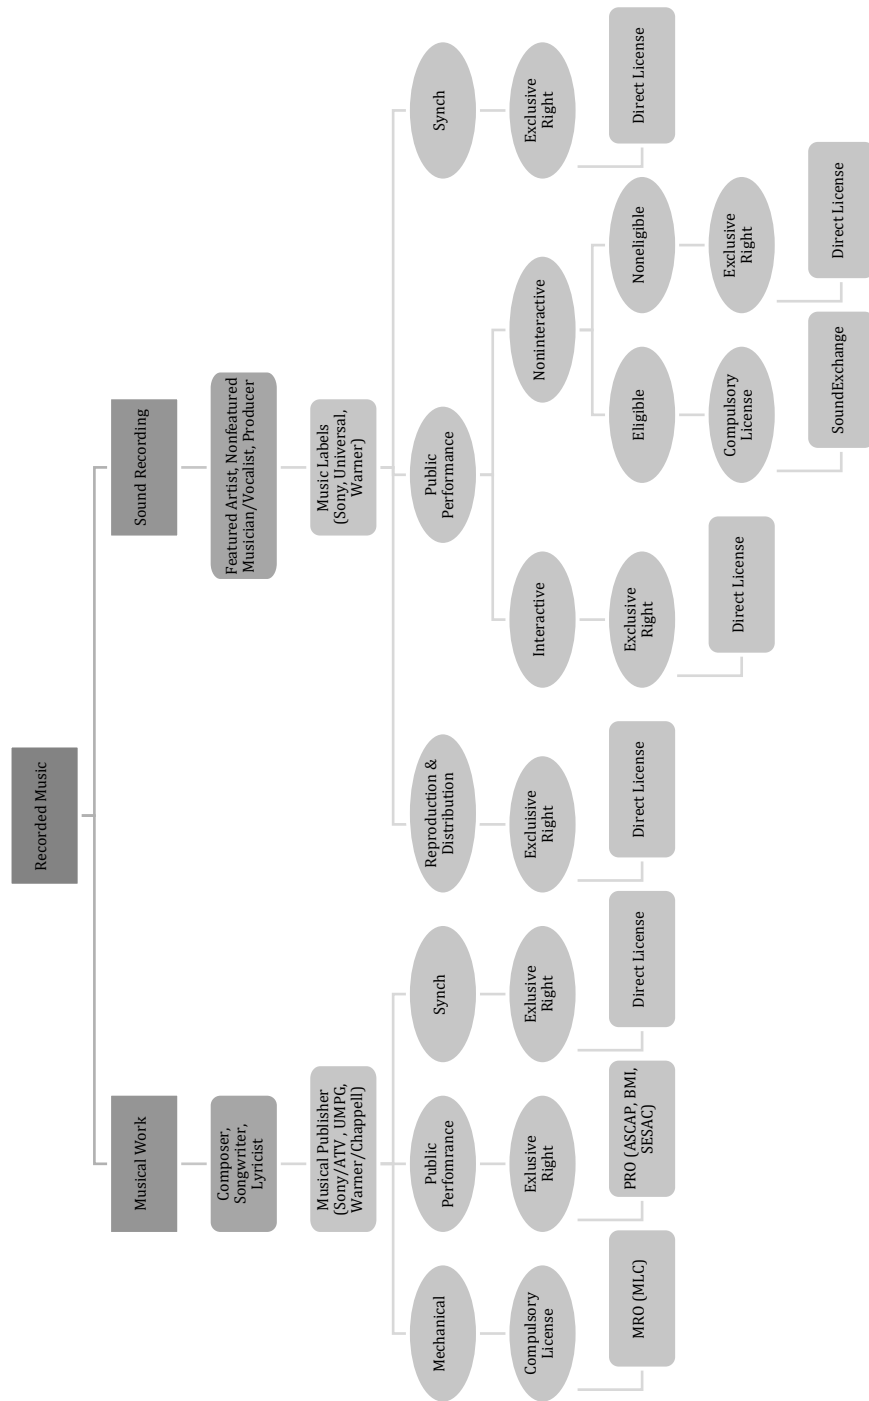 Recorded Music
Musical Work
Sound Recording
Composer,
Songwriter,
Lyricist
Featured Artist, Nonfeatured
Musician/Vocalist, Producer
Musical Publisher
(Sony/ATV , UMPG,
Warner/Chappell)
Music Labels
(Sony, Universal,
Warner)
Mechanical
Public
Perfomrance
Synch
Reproduction &
Distribution
Public
Performance
Synch
Compulsory
License
Exlusive
Right
Exlusive
Right
Excluisive
Right
Interactive
Noninteractive
Exclusive
Right
MRO (MLC)
PRO (ASCAP, BMI,
SESAC)
Direct License
Direct License
Exclusive
Right
Eligible
Noneligible
Direct License
Direct License
Compulsory
License
Exclusive
Right
SoundExchange
Direct License